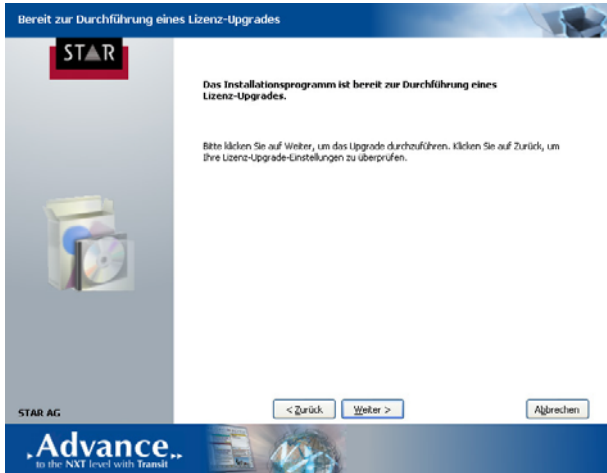 Bereit zur Durchführung eines Lizenz-Upgrades
STAR
Das Installationsprogramm ist bereit zur Durchführung eines
Lizenz-Upgrades.
Bitte klicken Sie auf Weiter, um das Upgrade durchzuführen. Klicken Sie auf Zurück, um
Ihre Lizenz-Upgrade-Einstellungen zu überprüfen.
STAR AG
< Zurück
Weiter >
Abbrechen
Advance
to the NXT level with Transit